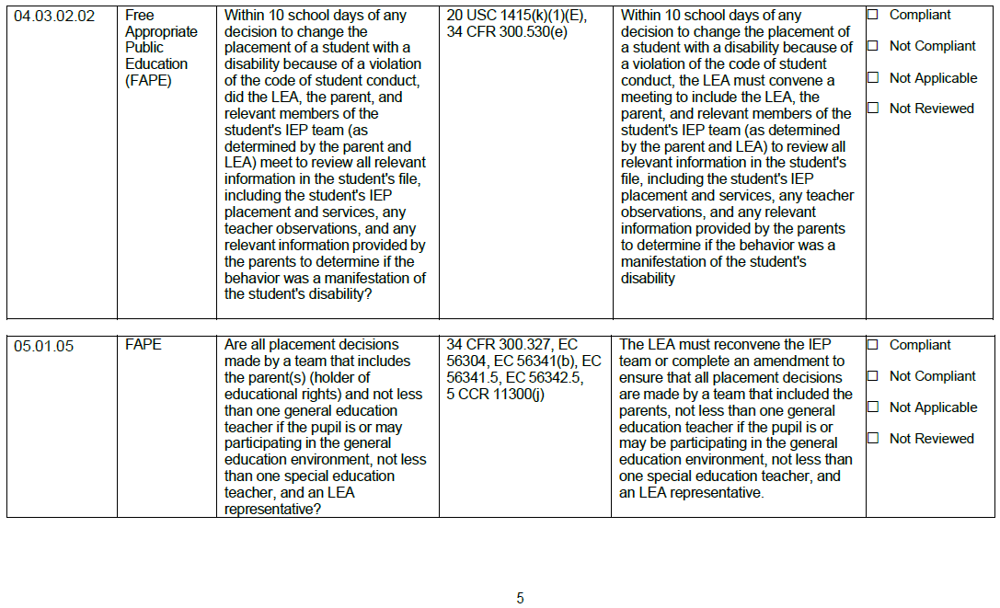 04.03.02.02
Free
Appropriate
Public
Education
(FAPE)
Within 10 school days of any
decision to change the
placement of a student with a
disability because of a violation
of the code of student conduct,
did the LEA, the parent, and
relevant members of the
student's IEP team (as
determined by the parent and
LEA) meet to review all relevant
information in the student's file,
including the student's IEP
placement and services, any
teacher observations, and any
relevant information provided by
the parents to determine if the
behavior was a manifestation of
the student's disability?
20 USC 1415(k)(1)(E),
34 CFR 300.530(e)
Within 10 school days of any
decision to change the placement of
a student with a disability because of
a violation of the code of student
conduct, the LEA must convene a
meeting to include the LEA, the
parent, and relevant members of the
student's IEP team (as determined
by the parent and LEA) to review all
relevant information in the student's
file, including the student's IEP
placement and services, any teacher
observations, and any relevant
information provided by the parents
to determine if the behavior was a
manifestation of the student's
disability
☐ Compliant
☐ Not Compliant
☐ Not Applicable
☐ Not Reviewed
05.01.05
FAPE
Are all placement decisions
made by a team that includes
the parent(s) (holder of
educational rights) and not less
than one general education
teacher if the pupil is or may
participating in the general
education environment, not less
than one special education
teacher, and an LEA
representative?
34 CFR 300.327, EC
56304, EC 56341(b), EC
56341.5, EC 56342.5,
5 CCR 11300(j)
The LEA must reconvene the IEP
team or complete an amendment to
ensure that all placement decisions
are made by a team that included the
parents, not less than one general
education teacher if the pupil is or
may be participating in the general
education environment, not less than
one special education teacher, and
an LEA representative.
☐ Compliant
☐ Not Compliant
☐ Not Applicable
☐ Not Reviewed
5